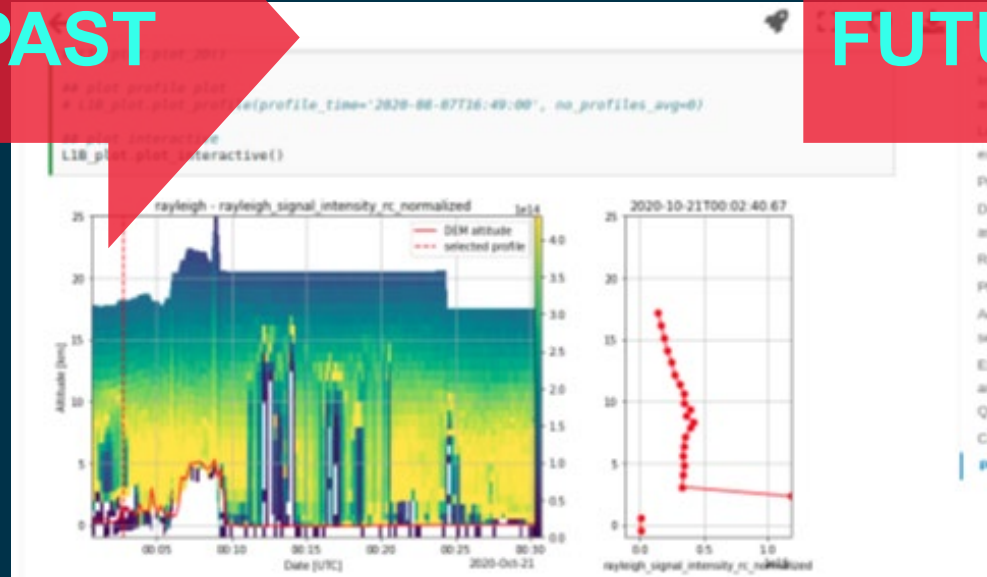 PAST
FUTU
## plot profile plot
# L1B_plot.plot_profile(profile_time='2020-08-07T16:49:00', no_profiles_avg=0)
## plot interactive
L1B_plot.plot_interactive()
rayleigh - rayleigh_signal_intensity_rc_normalized
1e14
2020-10-21T00:02:40.67
DEM altitude
selected profile
25
20
15
10
5
0
Altitude [km]
4.0
3.5
3.0
2.5
2.0
1.5
1.0
0.5
0.0
25
20
15
10
5
0
00:05
00:10
00:15
00:20
00:25
00:30
Date [UTC]
2020-Oct-21
0.0
0.5
1.0
rayleigh_signal_intensity_rc_normalized